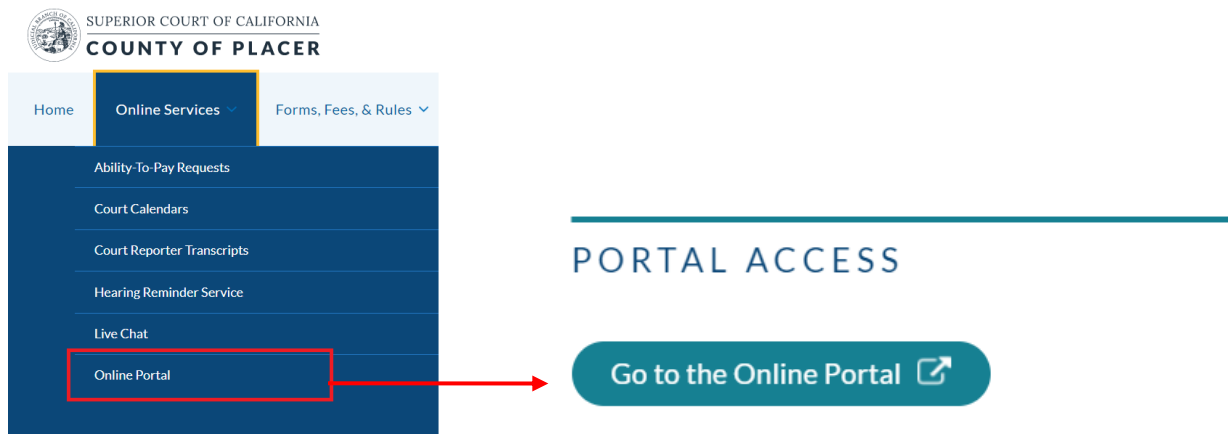 SUPERIOR COURT OF CALIFORNIA
COUNTY OF PLACER
Home
Online Services
Forms, Fees, & Rules
Ability-To-Pay Requests
Court Calendars
Court Reporter Transcripts
Hearing Reminder Service
Live Chat
Online Portal
PORTAL ACCESS
Go to the Online Portal